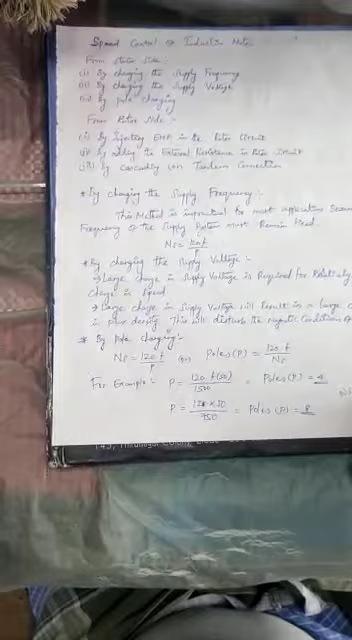 Speed Control of Induction Motor
From Stator Side:-
(i) By changing the Supply Frequency
(ii) By changing the Supply Voltage
(iii) by pole changing
From Rotor Side:-
(i) By Injecting EMF in the Rotor Circuit
(ii) By adding the External Resistance in Rotor Circuit
(iii) by cascading (or) Tandem Connection
* By changing the Supply Frequency:-
This Method is impractical for most application
Frequency of the Supply System must Remain Fixed.
Ns = 120f/P
* By changing the Supply Voltage:-
→ Large change in Supply Voltage is Required for Relatively
change in Speed
→ Large change in Supply Voltage will Result in a large
in flux density. This will disturb the Magnetic Conditions of
* By Pole changing:-
Ns = 120f/P (or) Poles (P) = 120f/Ns
For Example:- P = 120 f(50)/1500 = Poles (P) = 4
P = 120 x 50/750 = Poles (P) = 8